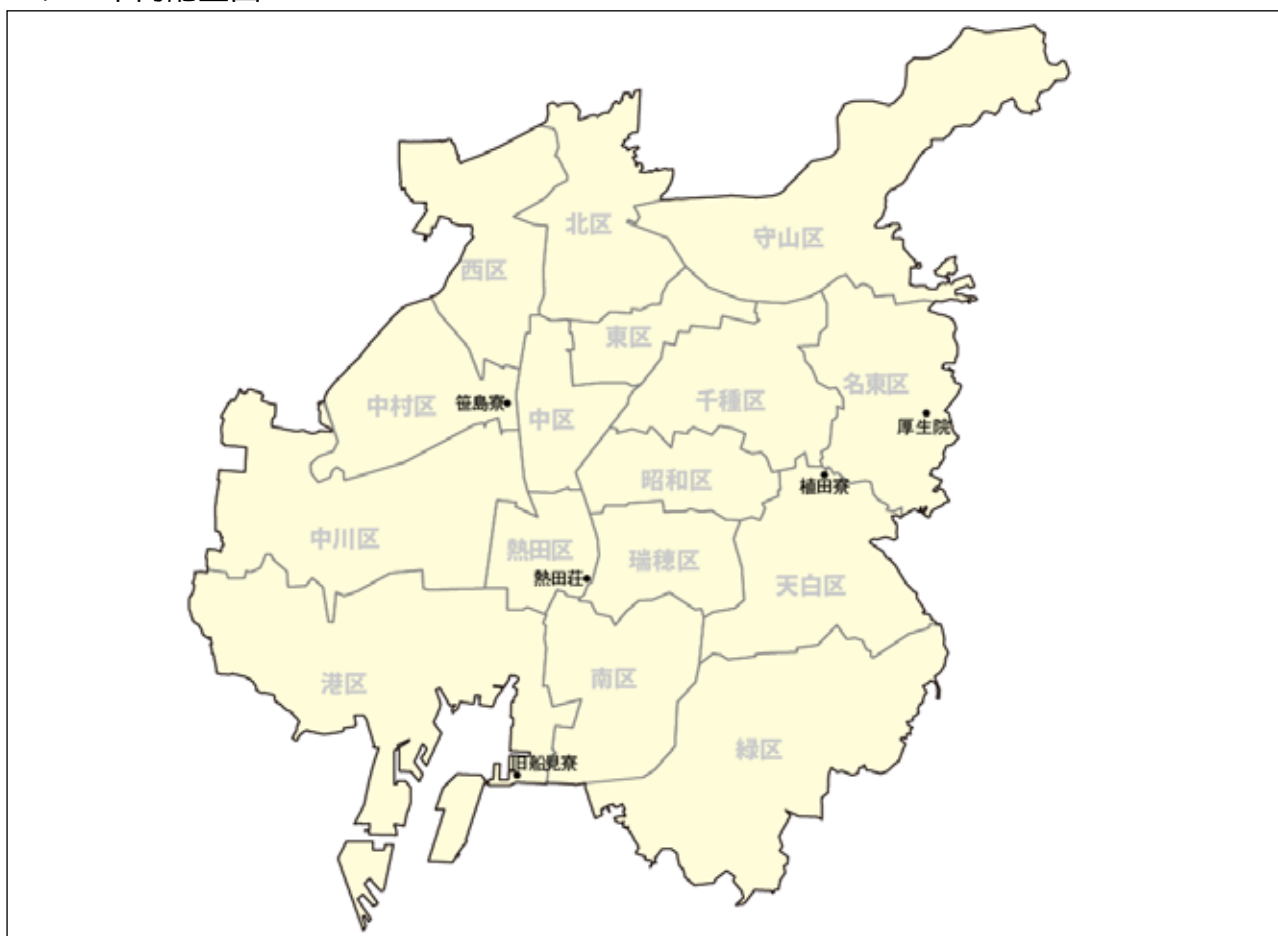 北区
守山区
西区
東区
名東区
千種区
中村区
笹島寮
中区
厚生院
昭和区
植田寮
中川区
熱田区
瑞穂区
熱田荘
天白区
南区
港区
緑区
旧船見寮